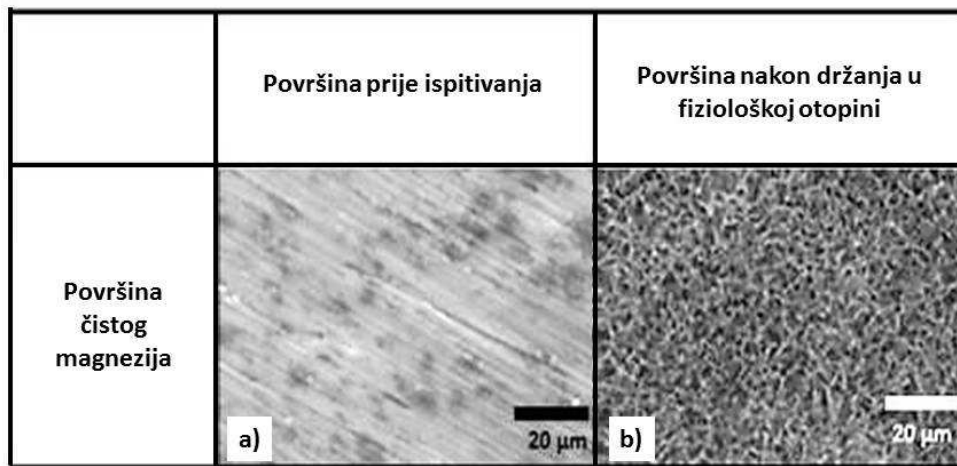 Površina prije ispitivanja
Površina nakon držanja u
fiziološkoj otopini
Površina
čistog
magnezija
a)
20 μm
b)
20 μm